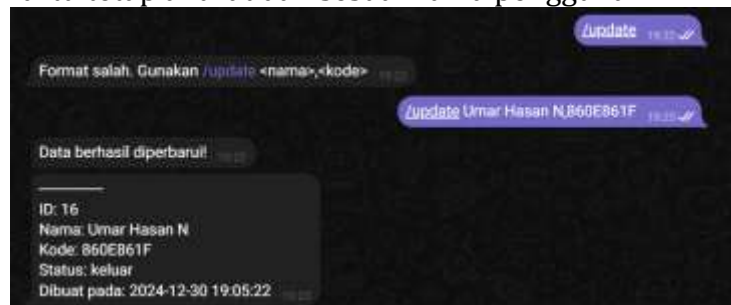 /update
Format salah. Gunakan /update <nama>,<kode>
/update Umar Hasan N,860E861F
Data berhasil diperbarui!
ID: 16
Nama: Umar Hasan N
Kode: 860E861F
Status: keluar
Dibuat pada: 2024-12-30 19:05:22